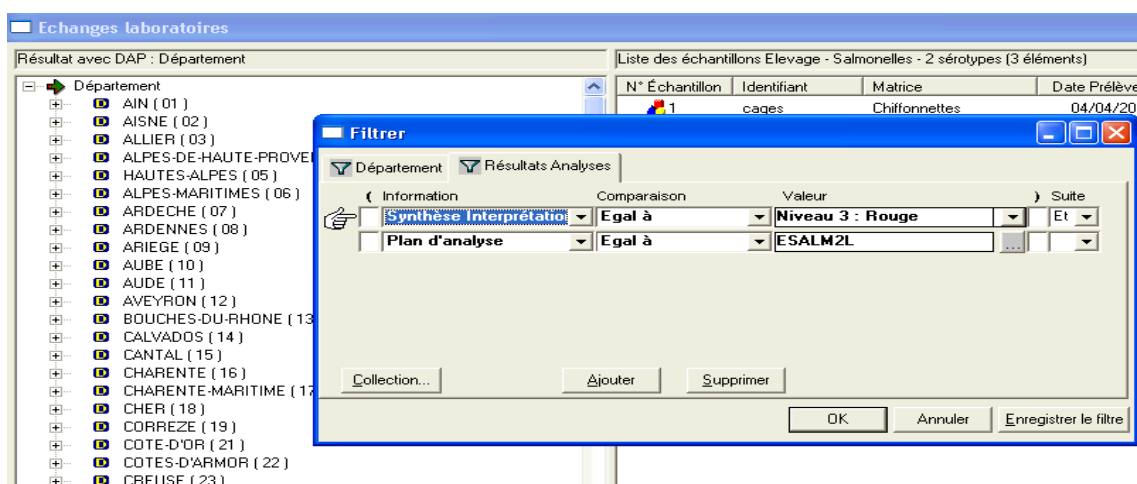 Echanges laboratoires
Résultat avec DAP : Département
Liste des échantillons Elevage - Salmonelles - 2 sérotypes (3 éléments)
Département
AIN ( 01 )
AISNE ( 02 )
ALLIER ( 03 )
ALPES-DE-HAUTE-PROVE
HAUTES-ALPES ( 05 )
ALPES-MARITIMES ( 06 )
ARDECHE ( 07 )
ARDENNES ( 08 )
ARIEGE ( 09 )
AUBE ( 10 )
AUDE ( 11 )
AVEYRON ( 12 )
BOUCHES-DU-RHONE ( 13
CALVADOS ( 14 )
CANTAL ( 15 )
CHARENTE ( 16 )
CHARENTE-MARITIME ( 17
CHER ( 18 )
CORREZE ( 19 )
COTE-D'OR ( 21 )
COTES-D'ARMOR ( 22 )
CREUSE ( 23 )
N° Échantillon Identifiant Matrice Date Prélève
1 cages Chiffonnettes 04/04/20
Filtrer
Département Résultats Analyses
( Information Comparaison Valeur ) Suite
Synthèse Interprétation Egal à Niveau 3 : Rouge Et
Plan d'analyse Egal à ESALM2L ...
Collection... Ajouter Supprimer
OK Annuler Enregistrer le filtre